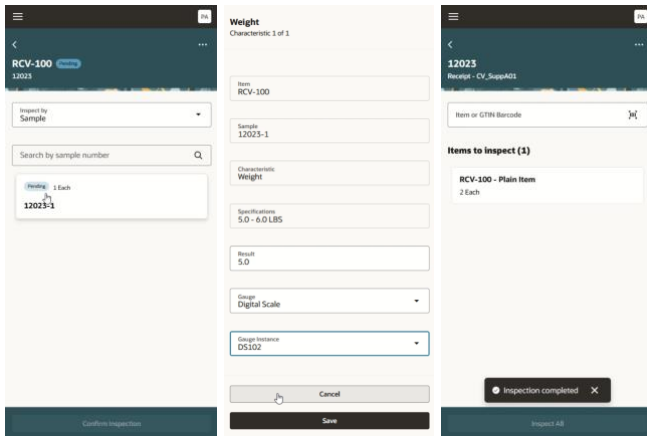 PA
RCV-100 Pending
12023
Inspect by
Sample
Search by sample number
Pending 1 Each
12023-1
Confirm Inspection
Weight
Characteristic 1 of 1
Item
RCV-100
Sample
12023-1
Characteristic
Weight
Specifications
5.0 - 6.0 LBS
Result
5.0
Gauge
Digital Scale
Gauge Instance
DS102
Cancel
Save
PA
12023
Receipt - CV_SuppA01
Item or GTIN Barcode
Items to inspect (1)
RCV-100 - Plain Item
2 Each
Inspection completed
Inspect All